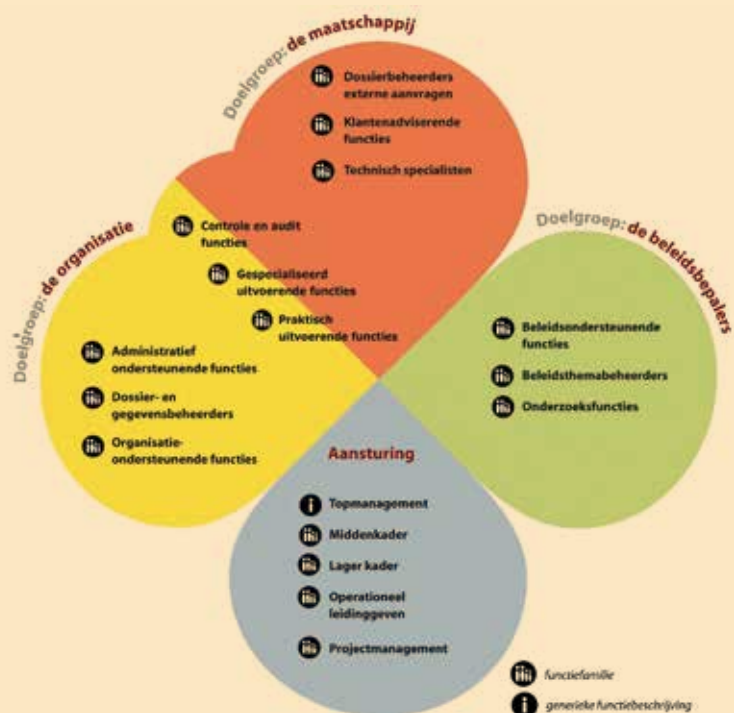 Doelgroep: de maatschappij
Dossierbeheerders
externe aanvragen
Klantenadviserende
functies
Technisch specialisten
Doelgroep: de organisatie
Controle en audit
functies
Gespecialiseerd
uitvoerende functies
Praktisch
uitvoerende functies
Administratief
ondersteunende functies
Dossier- en
gegevensbeheerders
Organisatie-
ondersteunende functies
Doelgroep: de beleidsbepalers
Beleidsondersteunende
functies
Beleidsthemabeheerders
Onderzoeksfuncties
Aansturing
Topmanagement
Middenkader
Lager kader
Operationeel
leidinggeven
Projectmanagement
functiefamilie
generieke functiebeschrijving